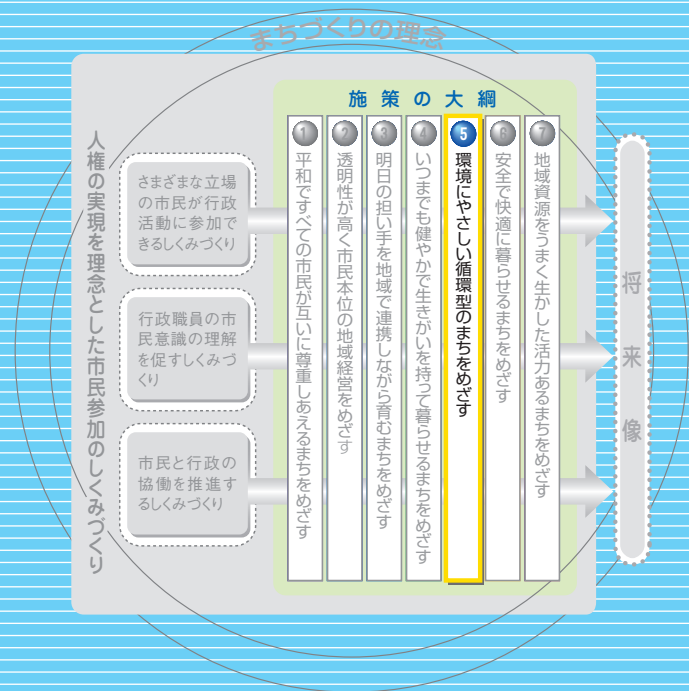 まちづくりの理念
施策の大綱
人権の実現を理念とした市民参加のしくみづくり
さまざまな立場
の市民が行政
活動に参加で
きるしくみづくり
行政職員の市
民意識の理解
を促すしくみづ
くり
市民と行政の
協働を推進す
るしくみづくり
1
平和ですべての市民が互いに尊重しあえるまちをめざす
2
透明性が高く市民本位の地域経営をめざす
3
明日の担い手を地域で連携しながら育むまちをめざす
4
いつまでも健やかで生きがいを持って暮らせるまちをめざす
5
環境にやさしい循環型のまちをめざす
6
安全で快適に暮らせるまちをめざす
7
地域資源をうまく生かした活力あるまちをめざす
将来像